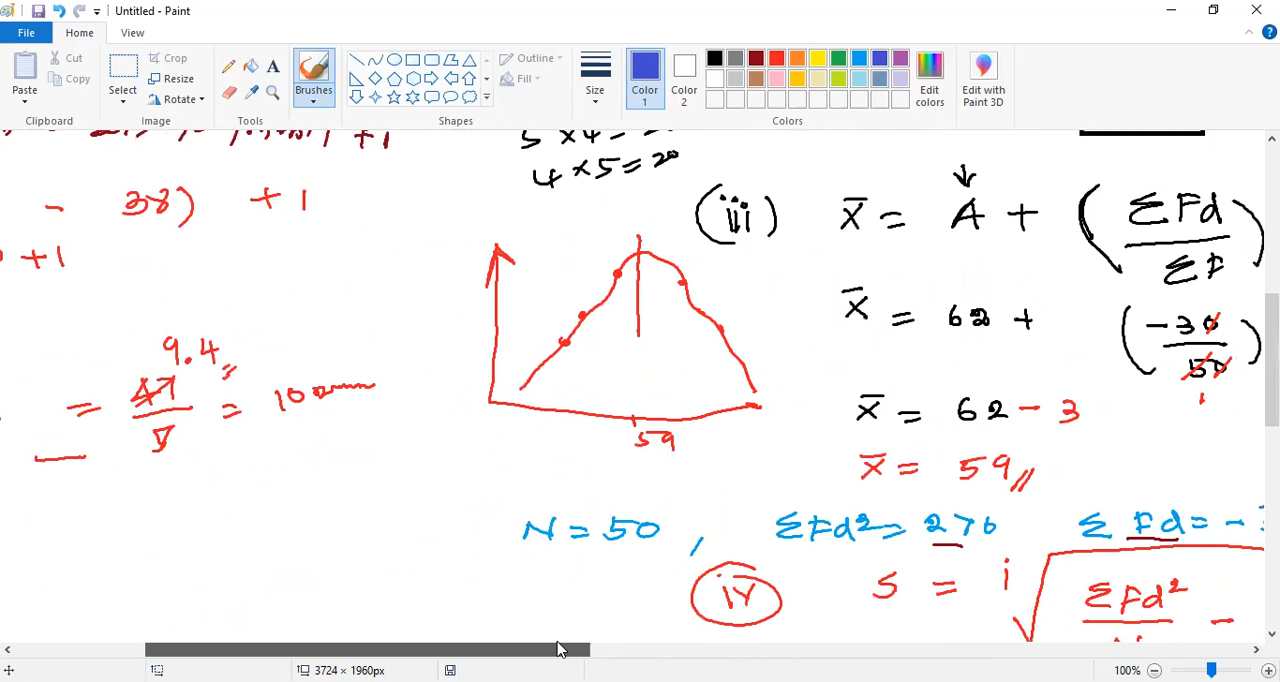 Untitled - Paint
File Home View
Paste
Cut
Copy
Clipboard
Select
Crop
Resize
Rotate
Image
Tools
Brushes
Outline
Fill
Shapes
Size
Color 1
Color 2
Edit colors
Edit with Paint 3D
Colors
+1
5 × 4 =
4 × 5 = 20
- 38) + 1
+1
(iii) x̄ = A + (ΣFd / ΣF)
x̄ = 62 + (-30 / 50)
9.4
= 47 / 5 = 10
59
x̄ = 62 - 3
x̄ = 59
N = 50 , ΣFd² = 276 ΣFd = -
iv s = i √ ΣFd² -
3724 × 1960px
100%